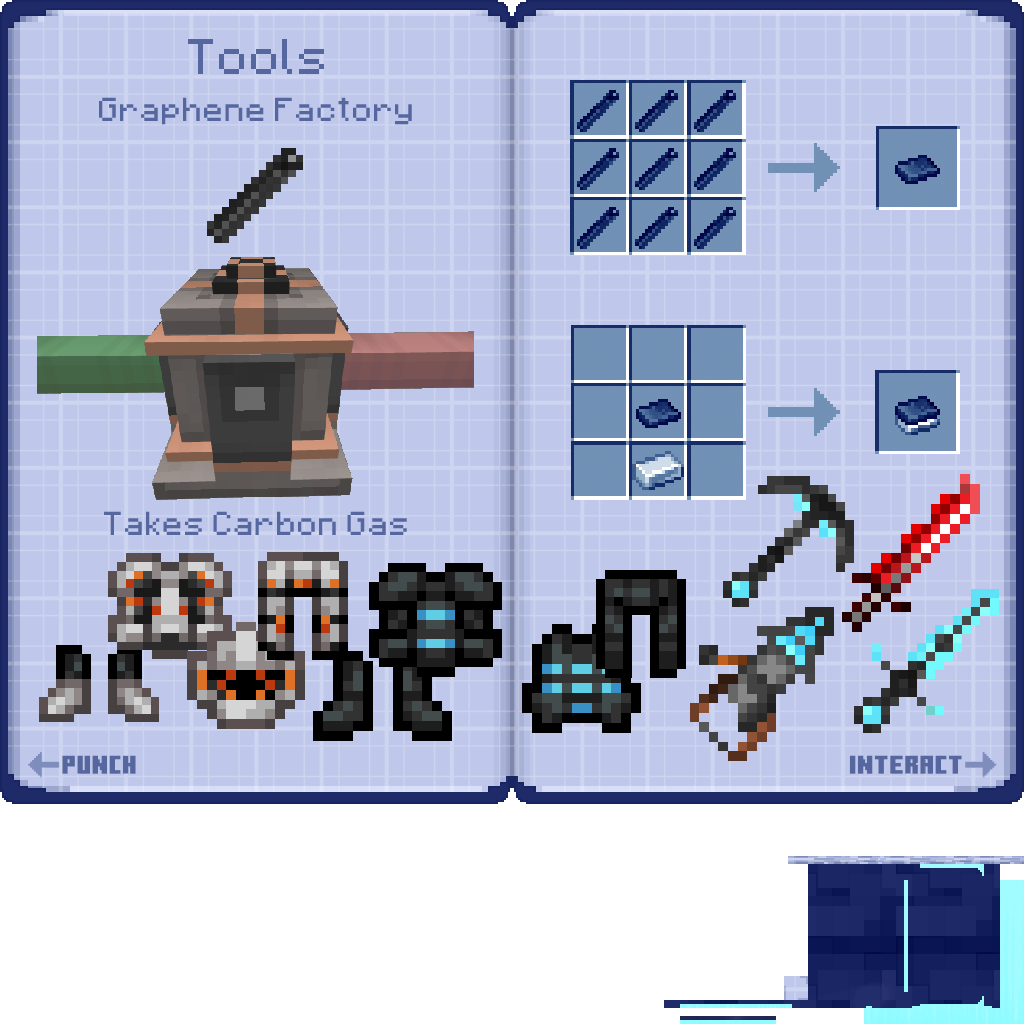 Tools
Graphene Factory
Takes Carbon Gas
PUNCH
INTERACT